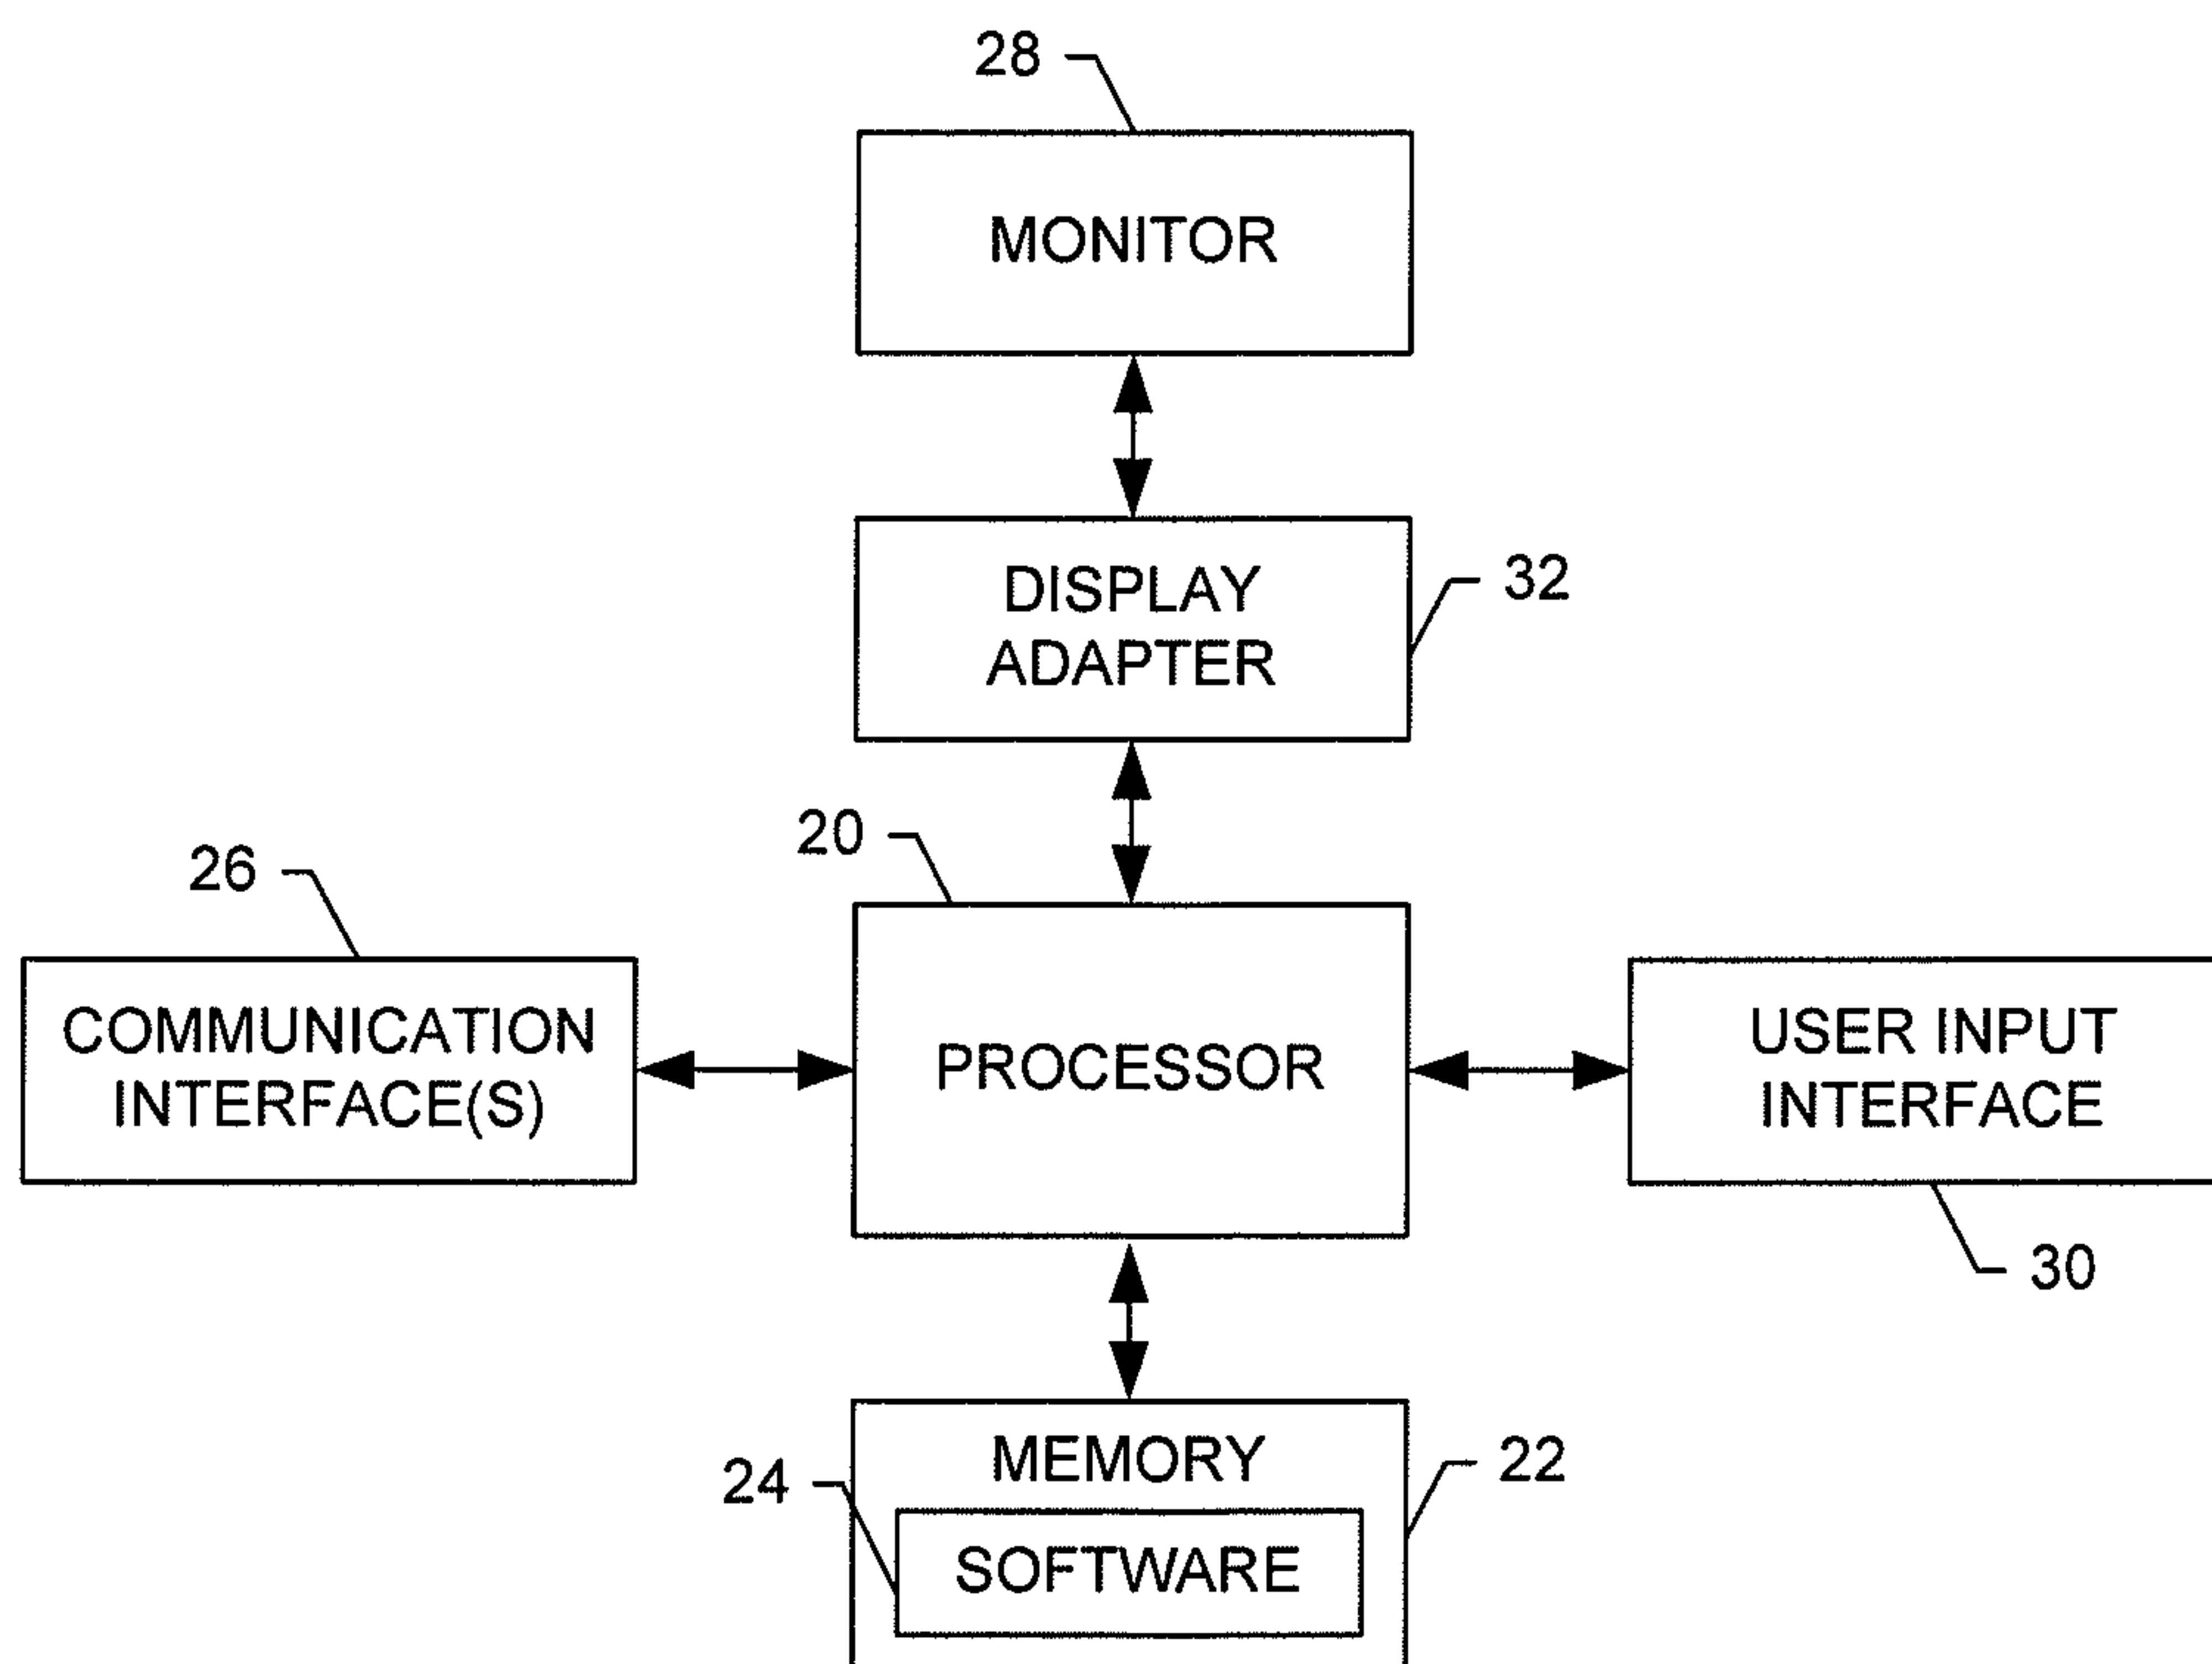 28
MONITOR
DISPLAY
ADAPTER
32
20
26
COMMUNICATION
INTERFACE(S)
PROCESSOR
USER INPUT
INTERFACE
30
MEMORY
22
24
SOFTWARE